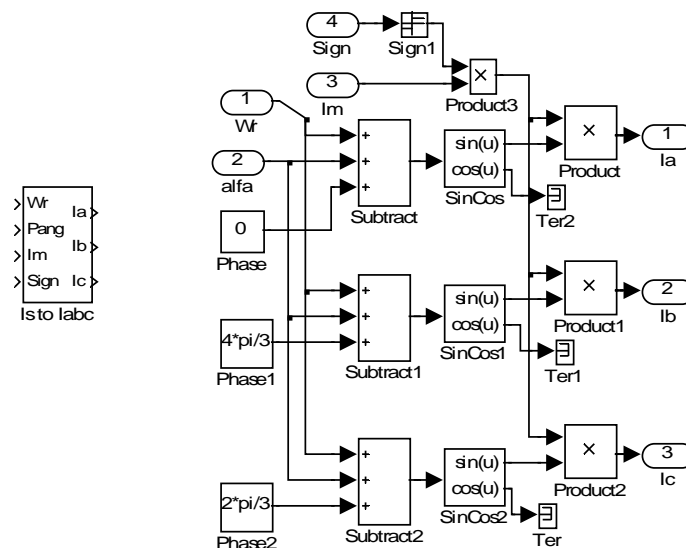 4
Sign
Sign1
3
Im
×
Product3
1
Wr
2
alfa
0
Phase
+
+
+
Subtract
sin(u)
cos(u)
SinCos
×
Product
1
Ia
Ter2
Wr
Pang
Im
Sign
Ia
Ib
Ic
Is to Iabc
4*pi/3
Phase1
+
+
+
Subtract1
sin(u)
cos(u)
SinCos1
×
Product1
2
Ib
Ter1
2*pi/3
Phase2
+
+
+
Subtract2
sin(u)
cos(u)
SinCos2
×
Product2
3
Ic
Ter